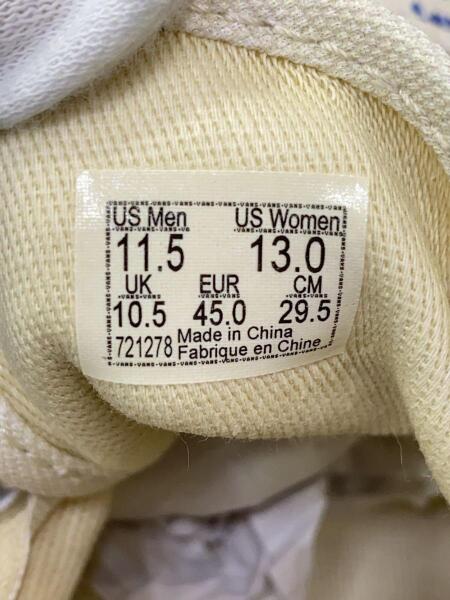 US Men US Women
11.5 13.0
UK EUR CM
10.5 45.0 29.5
721278 Made in China
Fabrique en Chine